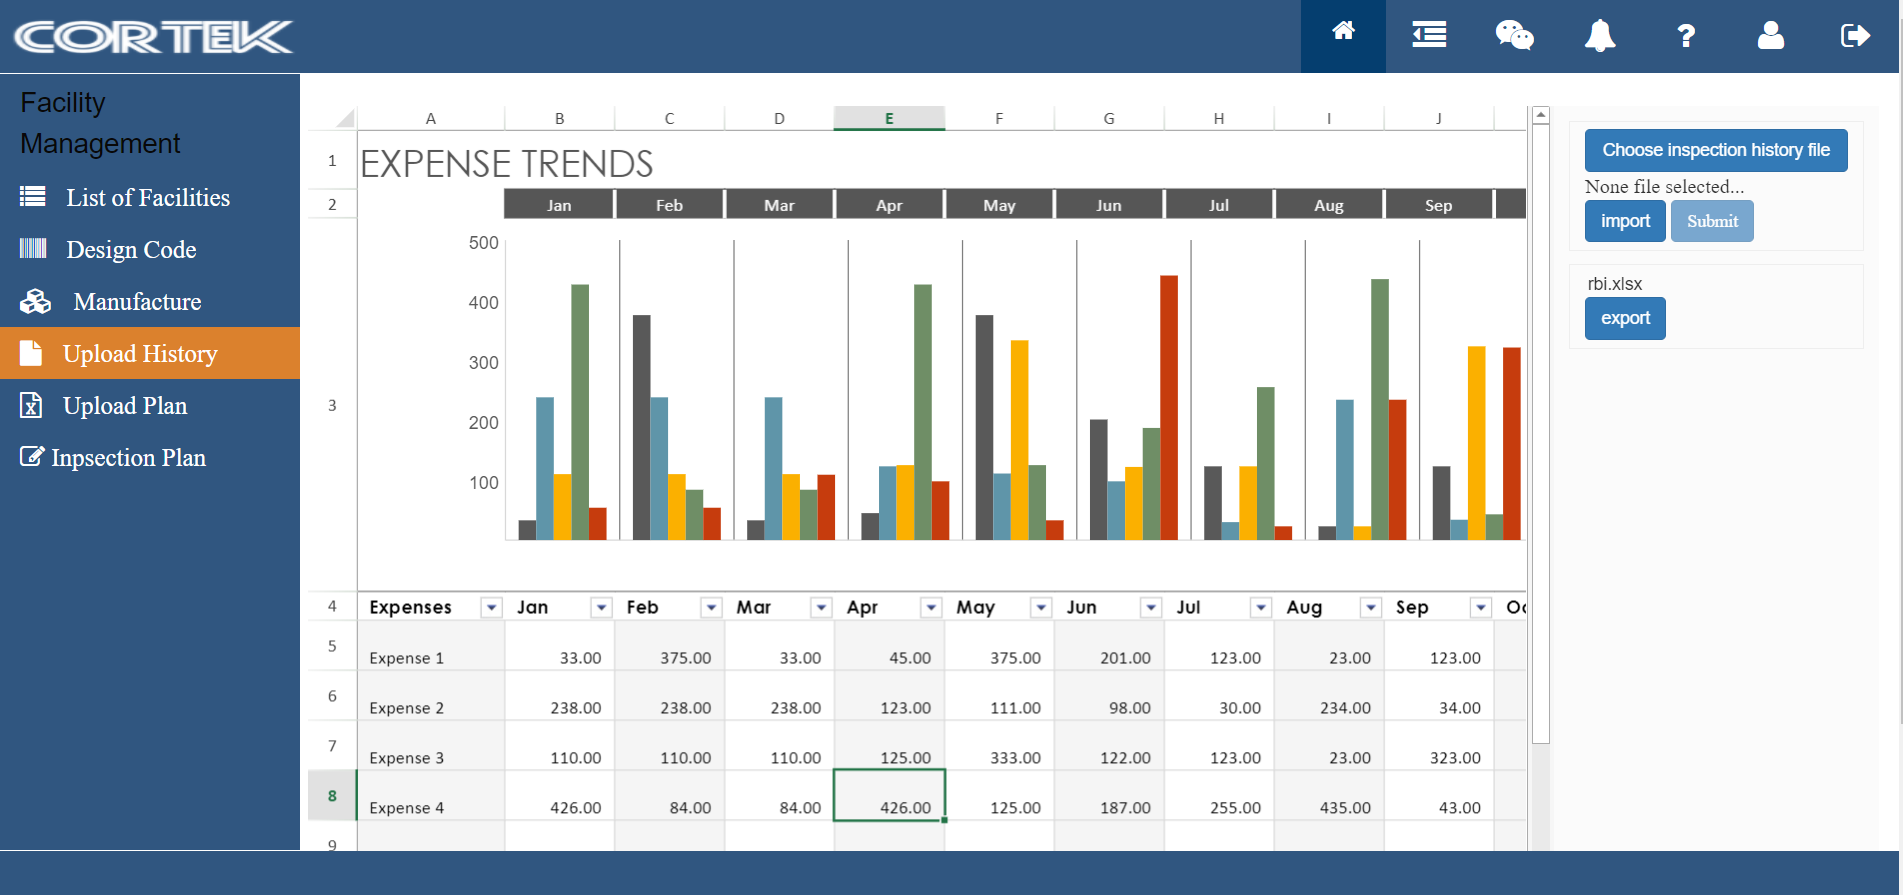 CORTEK
?
Facility
Management
List of Facilities
Design Code
Manufacture
Upload History
Upload Plan
Inpsection Plan
A B C D E F G H I J
1 EXPENSE TRENDS
2 Jan Feb Mar Apr May Jun Jul Aug Sep
3
500
400
300
200
100
4 Expenses Jan Feb Mar Apr May Jun Jul Aug Sep
5 Expense 1 33.00 375.00 33.00 45.00 375.00 201.00 123.00 23.00 123.00
6 Expense 2 238.00 238.00 238.00 123.00 111.00 98.00 30.00 234.00 34.00
7 Expense 3 110.00 110.00 110.00 125.00 333.00 122.00 123.00 23.00 323.00
8 Expense 4 426.00 84.00 84.00 426.00 125.00 187.00 255.00 435.00 43.00
9
Choose inspection history file
None file selected...
import Submit
rbi.xlsx
export